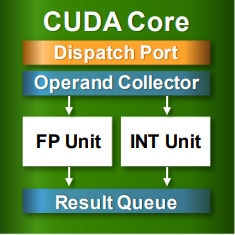 CUDA Core
Dispatch Port
Operand Collector
FP Unit
INT Unit
Result Queue